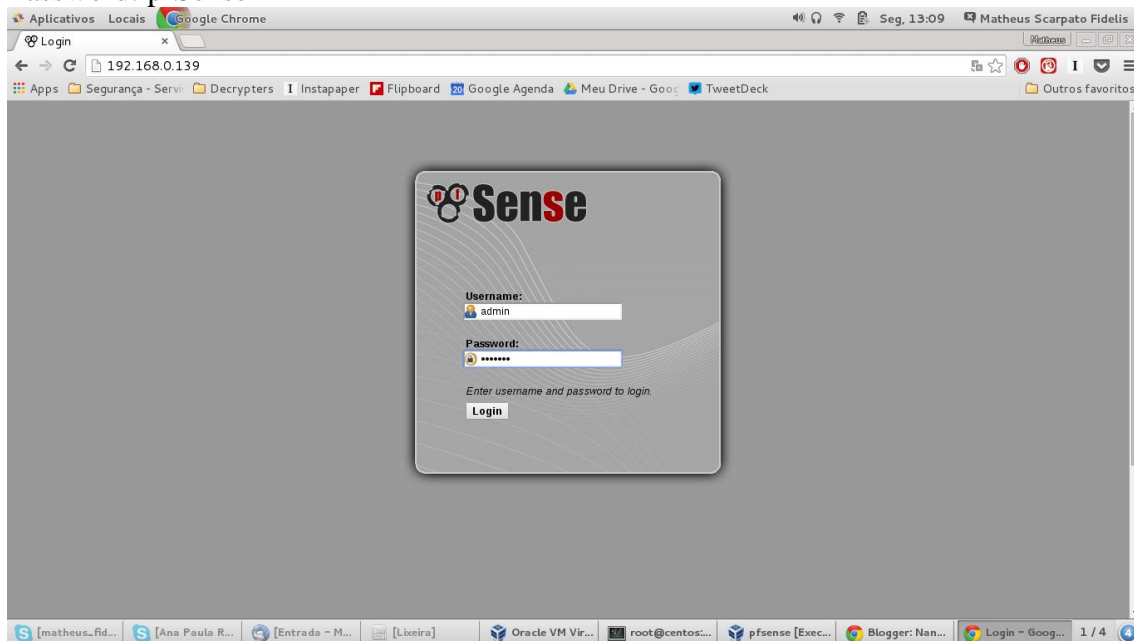 Aplicativos Locais Google Chrome Seg, 13:09 Matheus Scarpato Fidelis
Login × Matheus
192.168.0.139
Apps Segurança - Servi Decrypters Instapaper Flipboard 20 Google Agenda Meu Drive - Goog TweetDeck Outros favoritos
pf Sense
Username:
admin
Password:
•••••••
Enter username and password to login.
Login
[matheus_fid... [Ana Paula R... [Entrada - M... [Lixeira] Oracle VM Vir... root@centos:... pfsense [Exec... Blogger: Nan... Login - Goog... 1 / 4